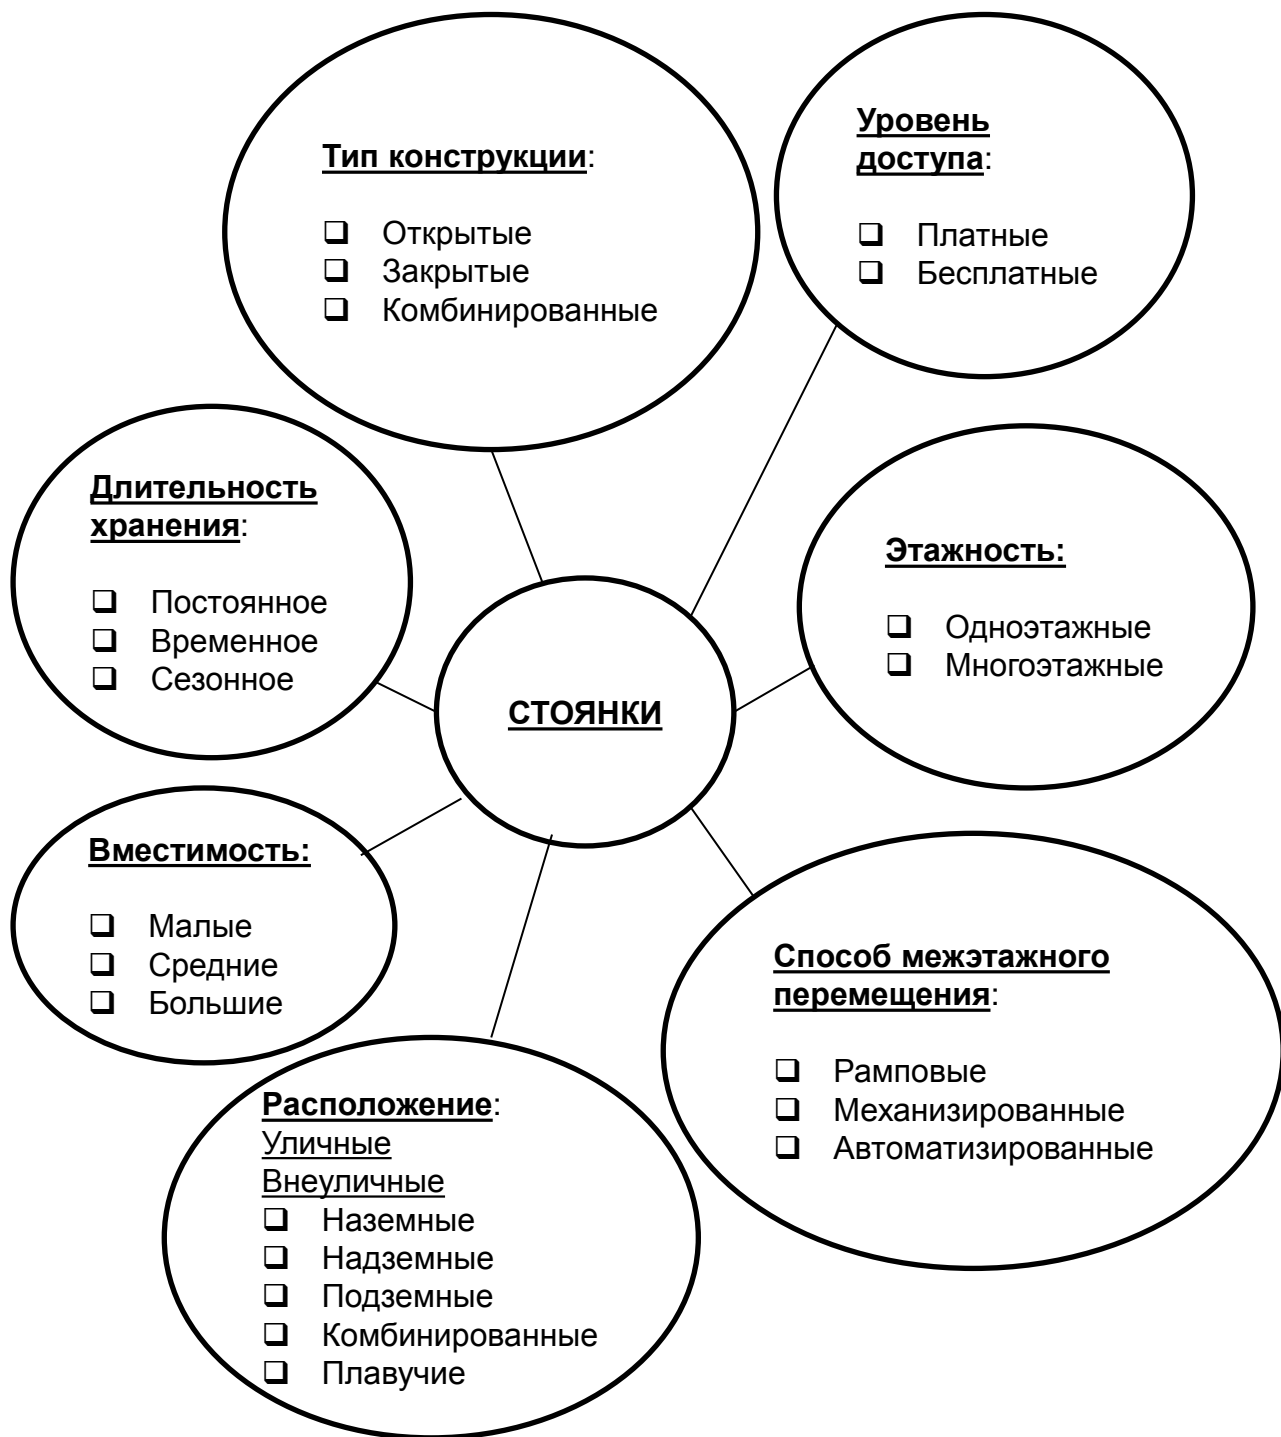 Тип конструкции:
❑ Открытые
❑ Закрытые
❑ Комбинированные
Уровень
доступа:
❑ Платные
❑ Бесплатные
Длительность
хранения:
❑ Постоянное
❑ Временное
❑ Сезонное
Этажность:
❑ Одноэтажные
❑ Многоэтажные
СТОЯНКИ
Вместимость:
❑ Малые
❑ Средние
❑ Большие
Способ межэтажного
перемещения:
❑ Рамповые
❑ Механизированные
❑ Автоматизированные
Расположение:
Уличные
Внеуличные
❑ Наземные
❑ Надземные
❑ Подземные
❑ Комбинированные
❑ Плавучие